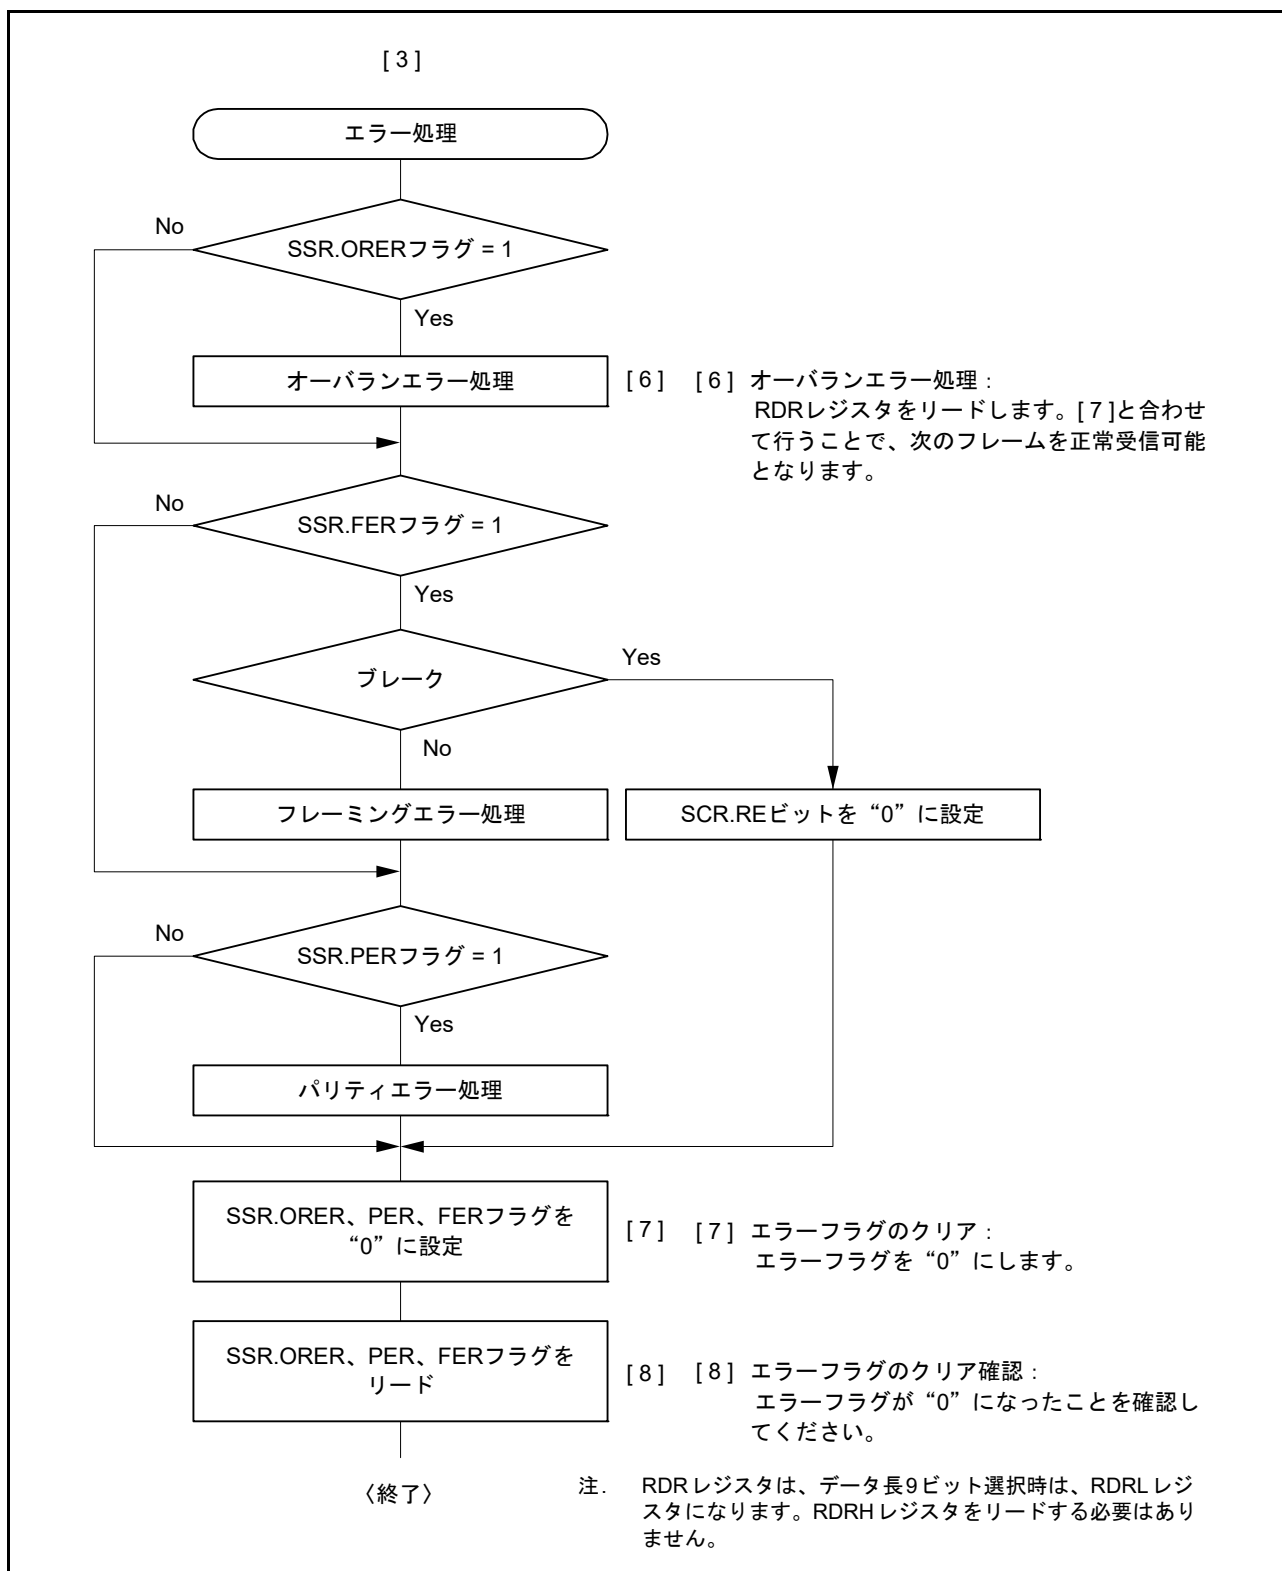 [ 3 ]
エラー処理
No
SSR.ORERフラグ = 1
Yes
オーバランエラー処理
[ 6 ]
[ 6 ] オーバランエラー処理：
RDRレジスタをリードします。[ 7 ]と合わせ
て行うことで、次のフレームを正常受信可能
となります。
No
SSR.FERフラグ = 1
Yes
ブレーク
Yes
No
フレーミングエラー処理
SCR.REビットを“0”に設定
No
SSR.PERフラグ = 1
Yes
パリティエラー処理
SSR.ORER、PER、FERフラグを
“0”に設定
[ 7 ]
[ 7 ] エラーフラグのクリア：
エラーフラグを“0”にします。
SSR.ORER、PER、FERフラグを
リード
[ 8 ]
[ 8 ] エラーフラグのクリア確認：
エラーフラグが“0”になったことを確認し
てください。
〈終了〉
注. RDRレジスタは、データ長9ビット選択時は、RDRLレジ
スタになります。RDRHレジスタをリードする必要はあり
ません。